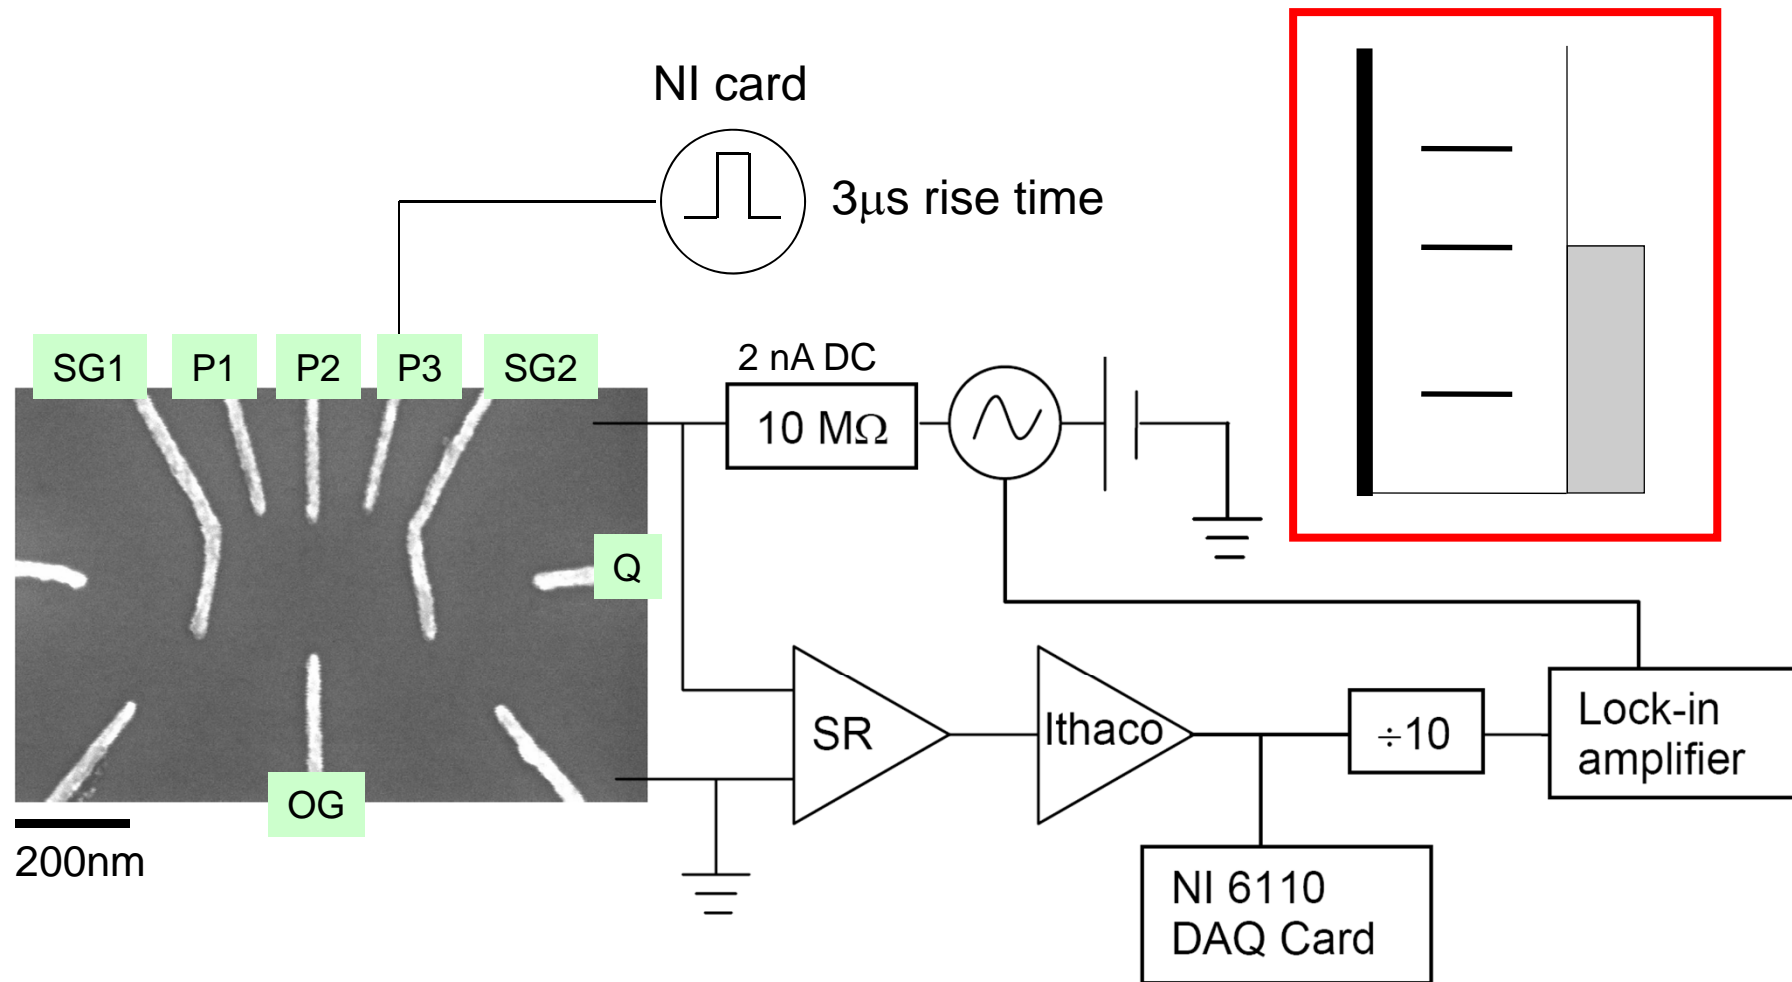 NI card
3μs rise time
SG1
P1
P2
P3
SG2
2 nA DC
10 MΩ
Q
SR
Ithaco
÷10
Lock-in
amplifier
OG
200nm
NI 6110
DAQ Card